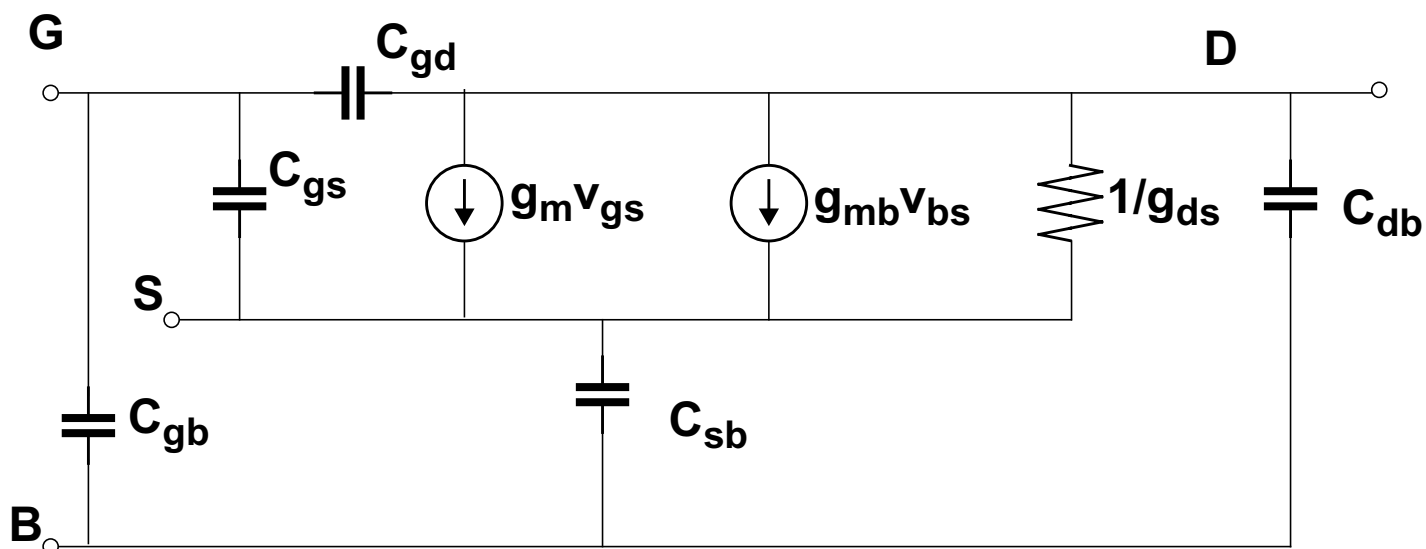 G
C_gd
D
C_gs
g_m v_gs
g_mb v_bs
1/g_ds
C_db
S
C_gb
C_sb
B